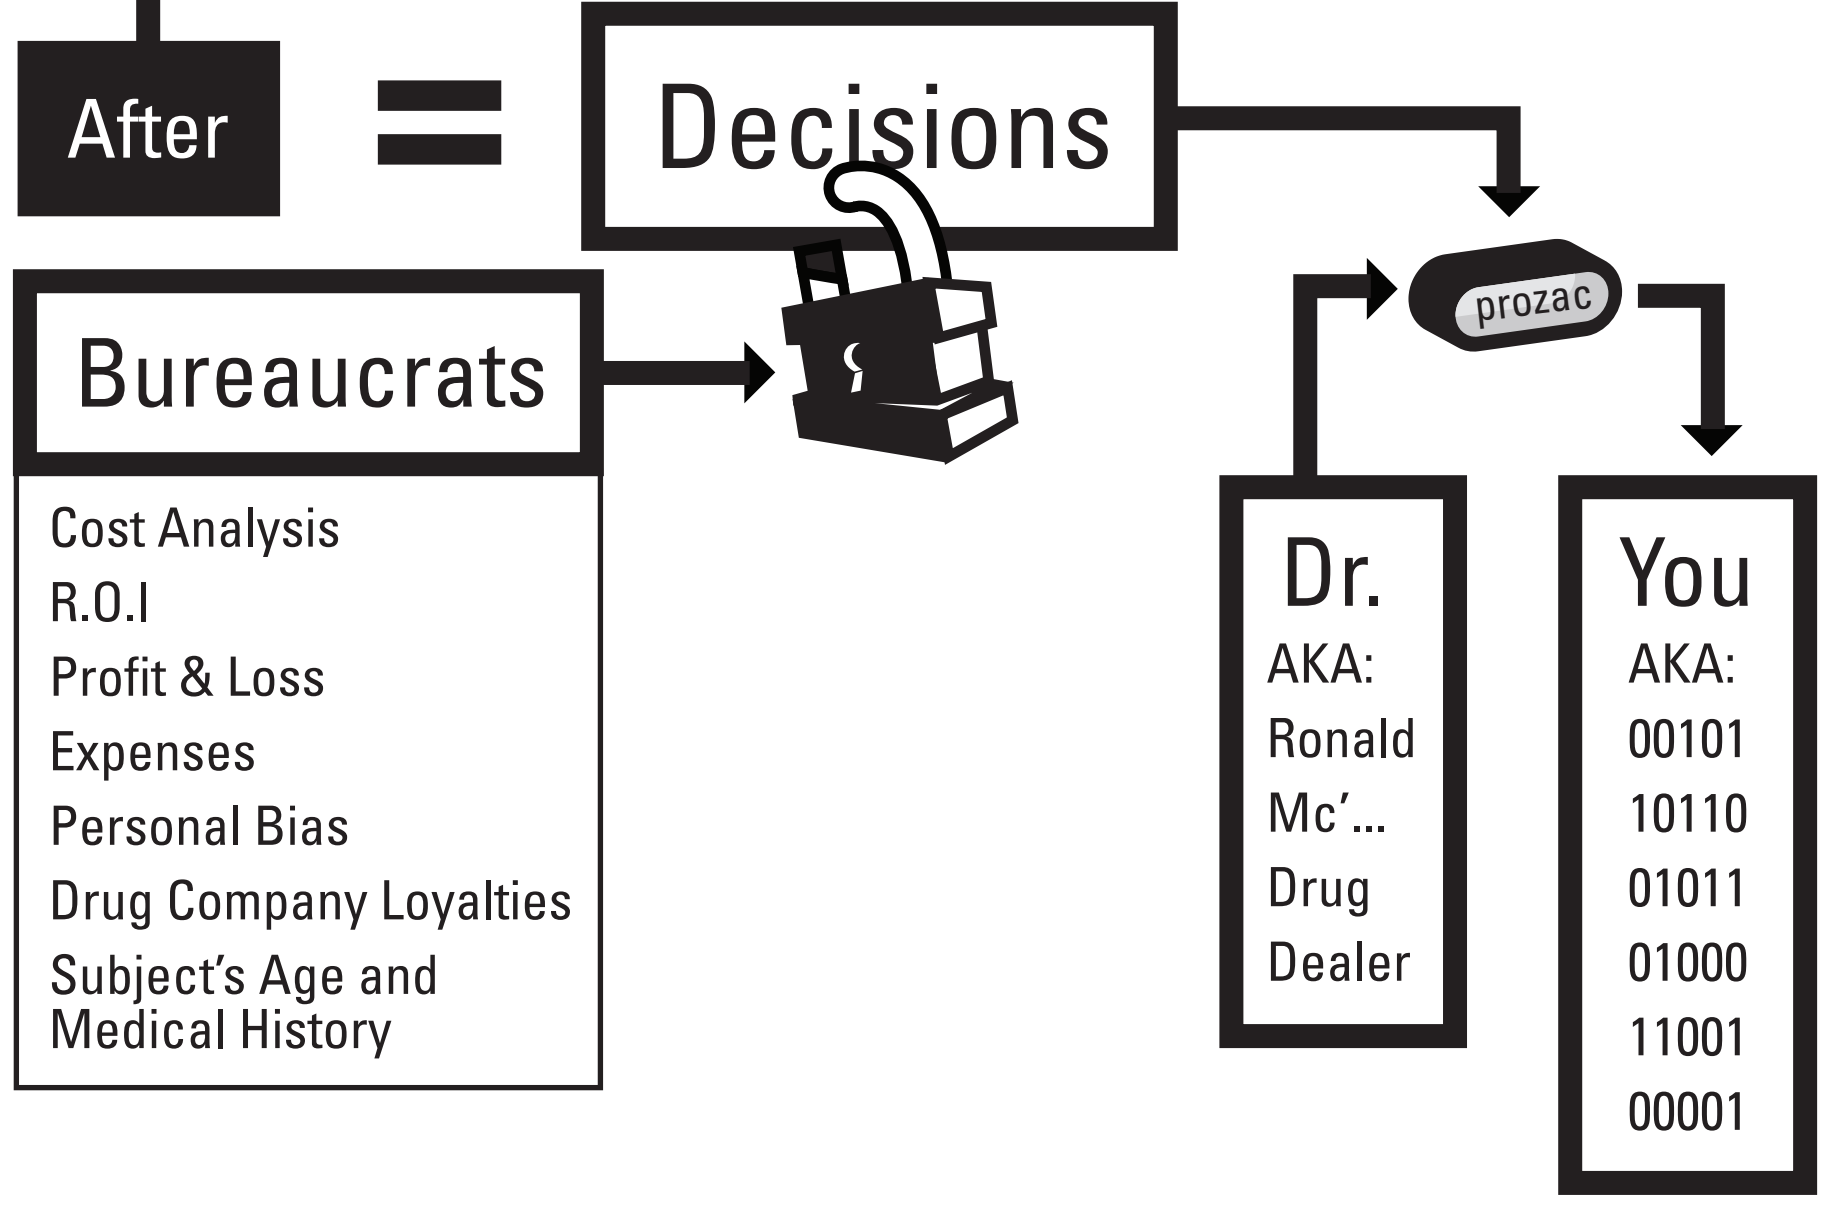 After
=
Decisions
prozac
Bureaucrats
Cost Analysis
R.O.I
Profit & Loss
Expenses
Personal Bias
Drug Company Loyalties
Subject's Age and
Medical History
Dr.
AKA:
Ronald
Mc'...
Drug
Dealer
You
AKA:
00101
10110
01011
01000
11001
00001